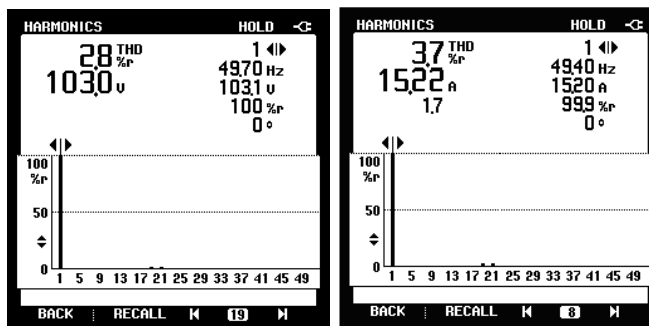 HARMONICS HOLD
2.8 THD %r 1
103.0 V 49.70 Hz
103.1 V
100 %r
0 °
100
%r
50
0
1 5 9 13 17 21 25 29 33 37 41 45 49
BACK RECALL 19
HARMONICS HOLD
3.7 THD %r 1
15.22 A 49.40 Hz
1.7 15.20 A
99.9 %r
0 °
100
%r
50
0
1 5 9 13 17 21 25 29 33 37 41 45 49
BACK RECALL 8